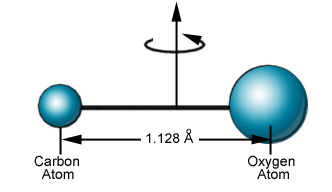 1.128 Å
Carbon
Atom
Oxygen
Atom